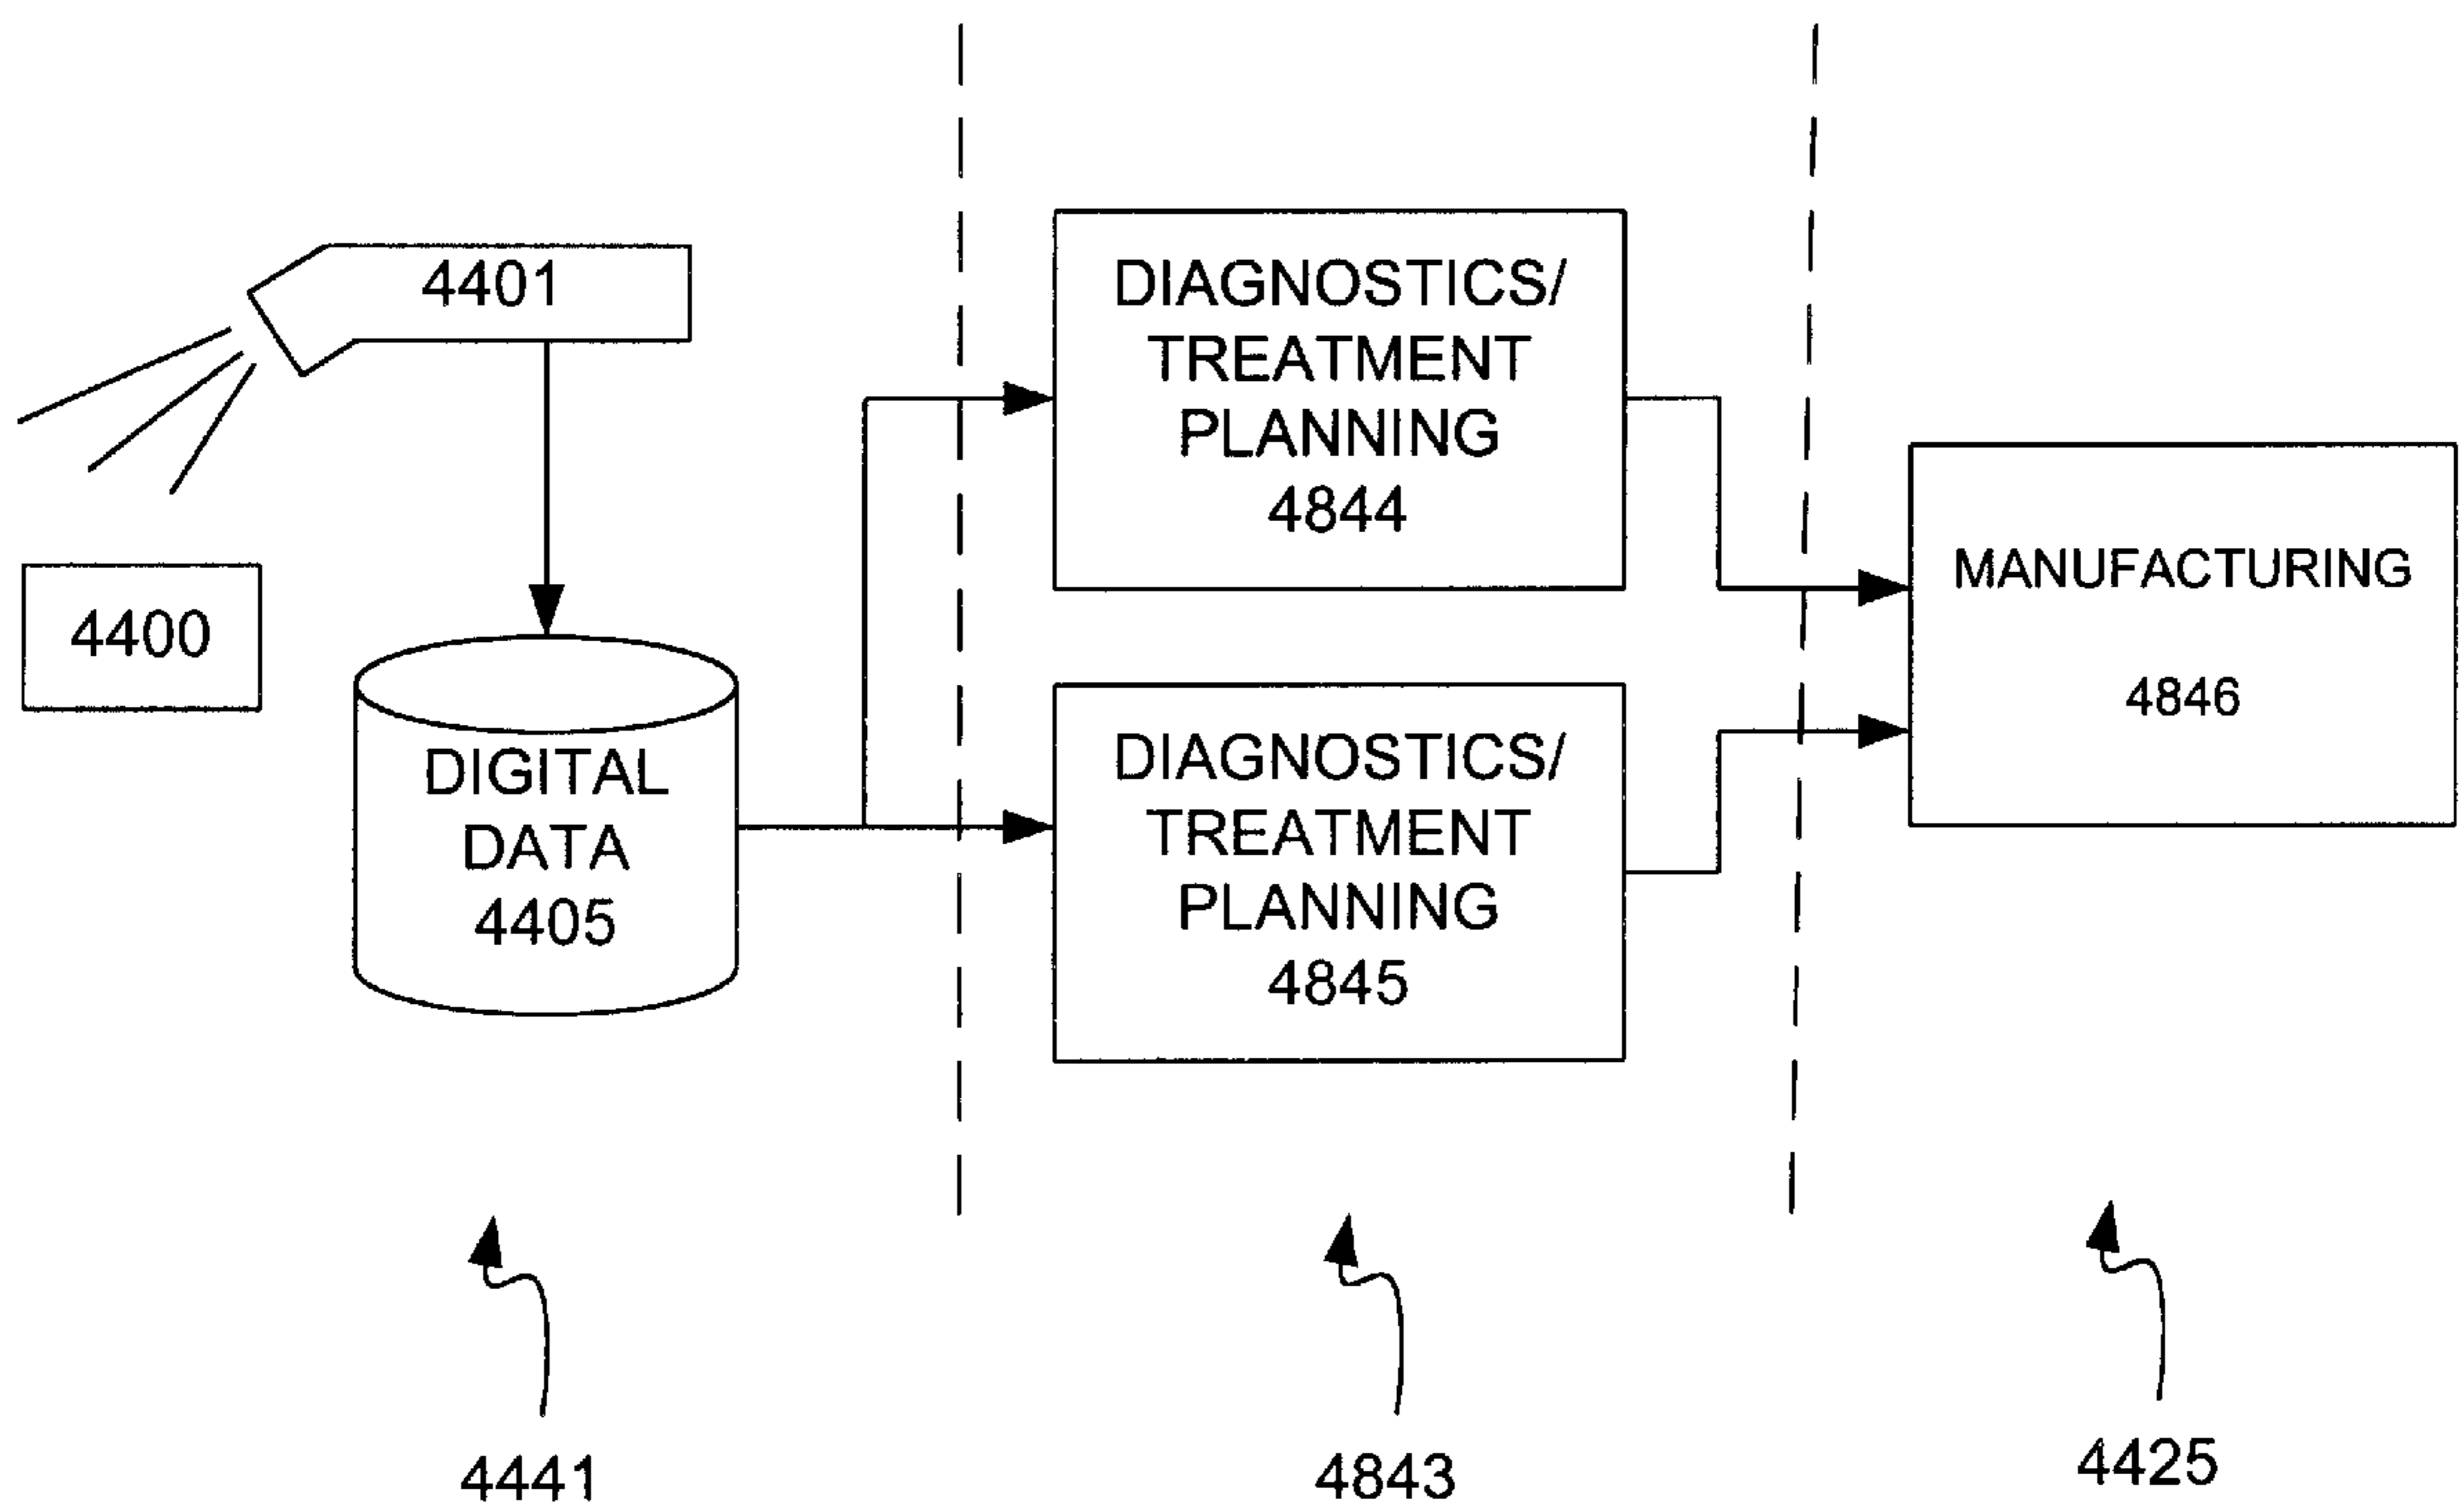 4401
4400
DIGITAL
DATA
4405
DIAGNOSTICS/
TREATMENT
PLANNING
4844
DIAGNOSTICS/
TREATMENT
PLANNING
4845
MANUFACTURING
4846
4441
4843
4425